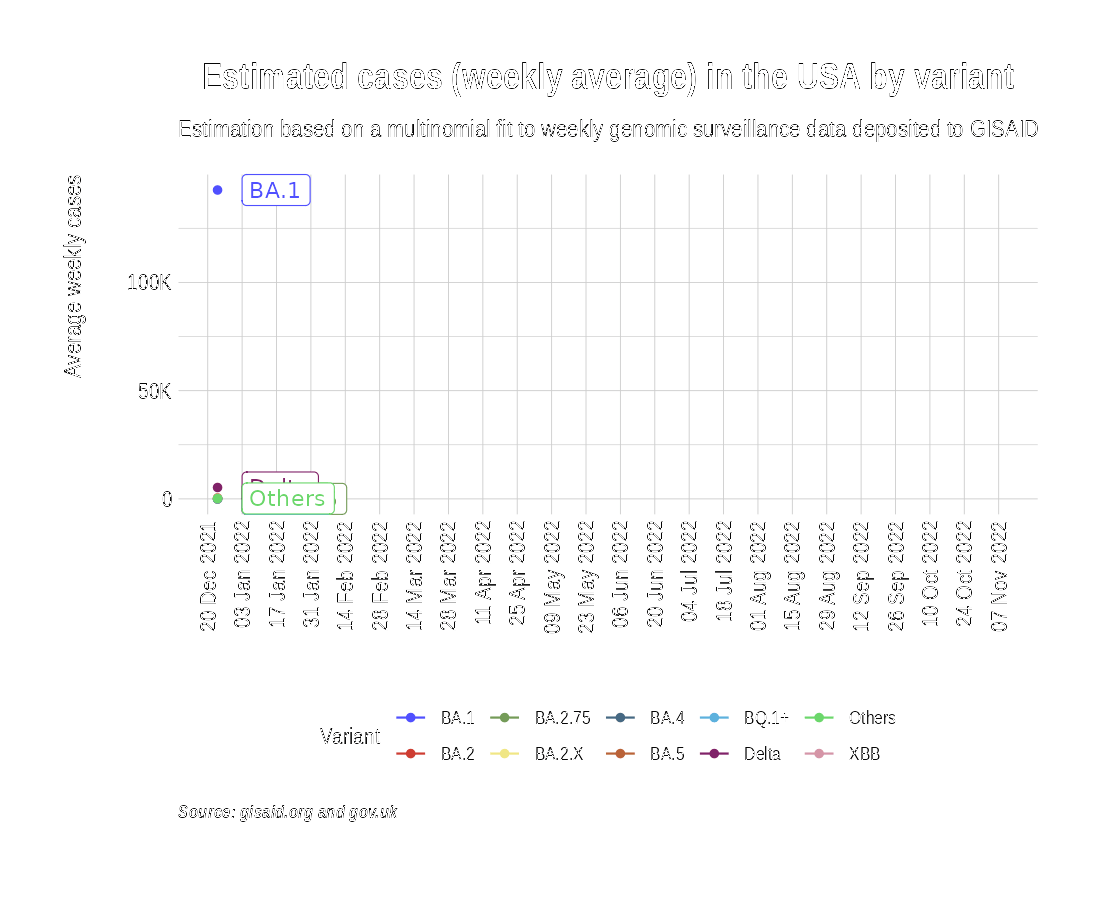 Estimated cases (weekly average) in the USA by variant
Estimation based on a multinomial fit to weekly genomic surveillance data deposited to GISAID
Average weekly cases
BA.1
100K
50K
0
Others
20 Dec 2021
03 Jan 2022
17 Jan 2022
31 Jan 2022
14 Feb 2022
28 Feb 2022
14 Mar 2022
28 Mar 2022
11 Apr 2022
25 Apr 2022
09 May 2022
23 May 2022
06 Jun 2022
20 Jun 2022
04 Jul 2022
18 Jul 2022
01 Aug 2022
15 Aug 2022
29 Aug 2022
12 Sep 2022
26 Sep 2022
10 Oct 2022
24 Oct 2022
07 Nov 2022
Variant
BA.1 BA.2.75 BA.4 BQ.1+ Others
BA.2 BA.2.X BA.5 Delta XBB
Source: gisaid.org and gov.uk